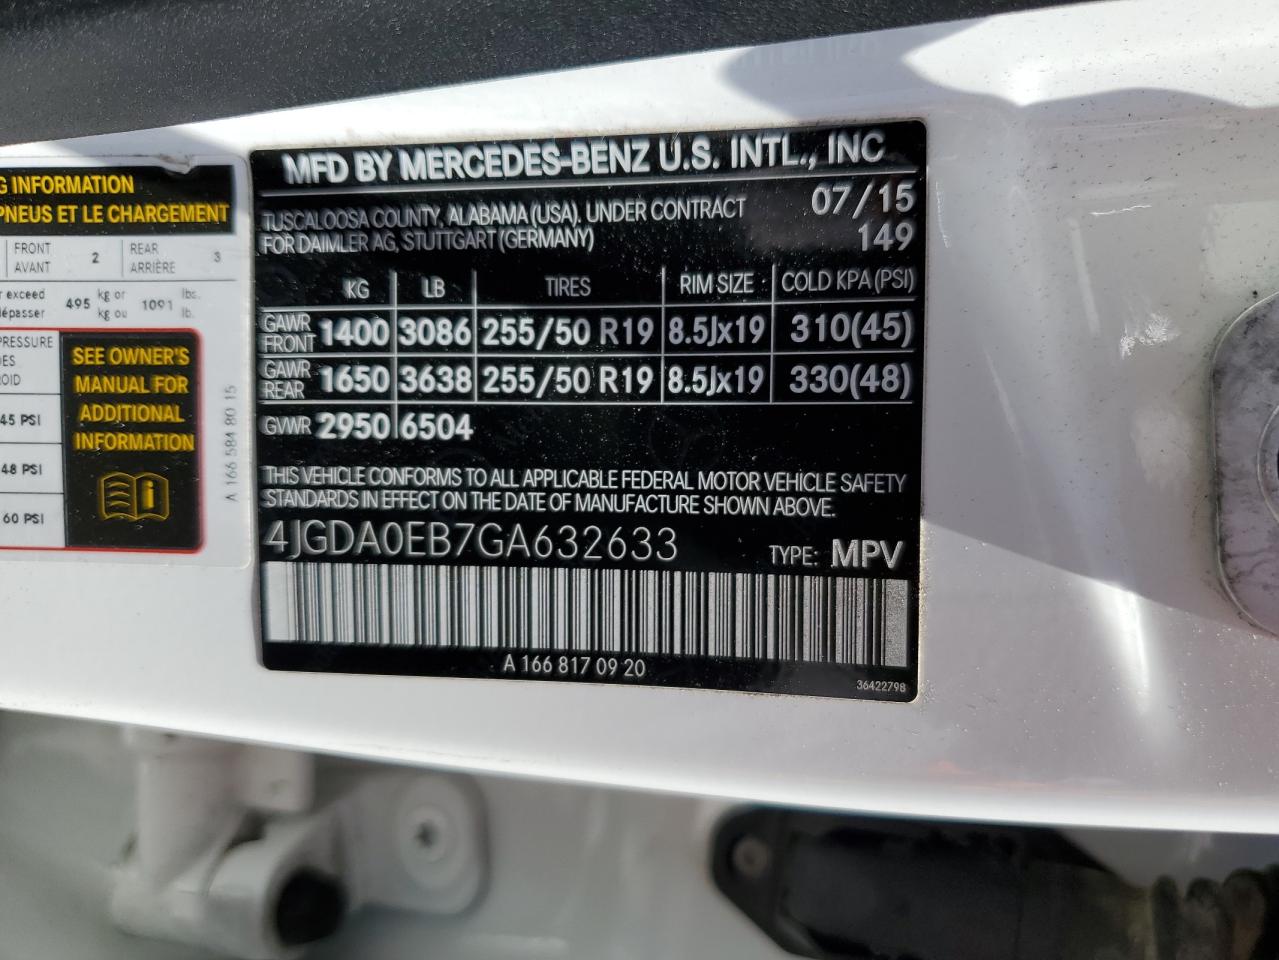 G INFORMATION
PNEUS ET LE CHARGEMENT
FRONT 2 REAR 3
AVANT ARRIÈRE
exceed 495 kg or 1091 lbs.
dépasser kg ou lb.
PRESSURE
SEE OWNER'S
MANUAL FOR
ADDITIONAL
INFORMATION
45 PSI
48 PSI
60 PSI
A 166 584 80 15
MFD BY MERCEDES-BENZ U.S. INTL., INC
TUSCALOOSA COUNTY, ALABAMA (USA). UNDER CONTRACT 07/15
FOR DAIMLER AG, STUTTGART (GERMANY) 149
KG LB TIRES RIM SIZE COLD KPA (PSI)
GAWR FRONT 1400 3086 255/50 R19 8.5Jx19 310(45)
GAWR REAR 1650 3638 255/50 R19 8.5Jx19 330(48)
GVWR 2950 6504
THIS VEHICLE CONFORMS TO ALL APPLICABLE FEDERAL MOTOR VEHICLE SAFETY
STANDARDS IN EFFECT ON THE DATE OF MANUFACTURE SHOWN ABOVE.
4JGDA0EB7GA632633 TYPE: MPV
A 166 817 09 20
36422798